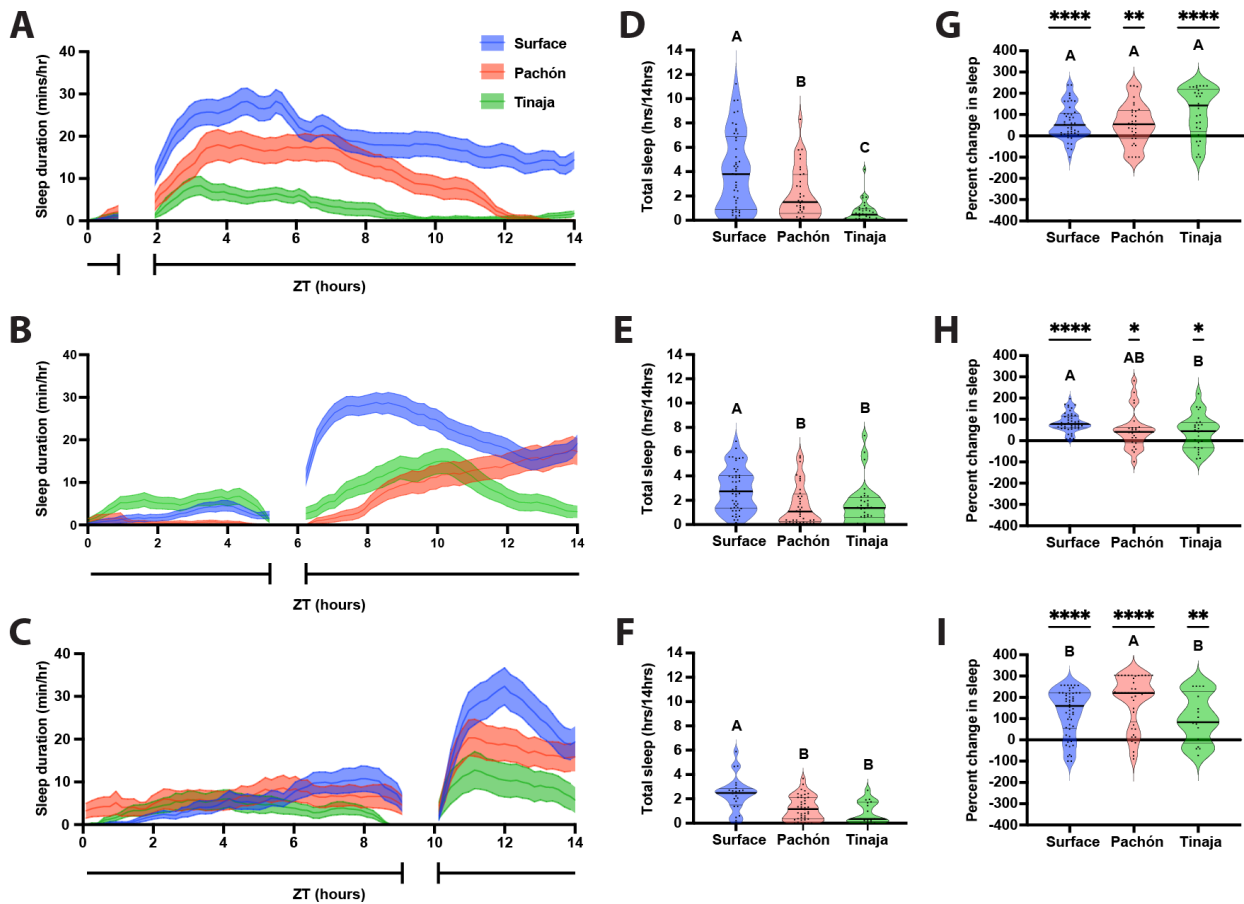 A
Sleep duration (mins/hr)
40
30
20
10
0
Surface
Pachón
Tinaja
0 2 4 6 8 10 12 14
ZT (hours)
D
Total sleep (hrs/14hrs)
14
12
10
8
6
4
2
0
A
B
C
Surface Pachón Tinaja
G
Percent change in sleep
**** ** ****
A A A
400
300
200
100
0
-100
-200
-300
-400
Surface Pachón Tinaja
B
Sleep duration (min/hr)
40
30
20
10
0
0 2 4 6 8 10 12 14
ZT (hours)
E
Total sleep (hrs/14hrs)
14
12
10
8
6
4
2
0
A
B
B
Surface Pachón Tinaja
H
Percent change in sleep
**** * *
A AB B
400
300
200
100
0
-100
-200
-300
-400
Surface Pachón Tinaja
C
Sleep duration (min/hr)
40
30
20
10
0
0 2 4 6 8 10 12 14
ZT (hours)
F
Total sleep (hrs/14hrs)
14
12
10
8
6
4
2
0
A
B
B
Surface Pachón Tinaja
I
Percent change in sleep
**** **** **
B A B
400
300
200
100
0
-100
-200
-300
-400
Surface Pachón Tinaja